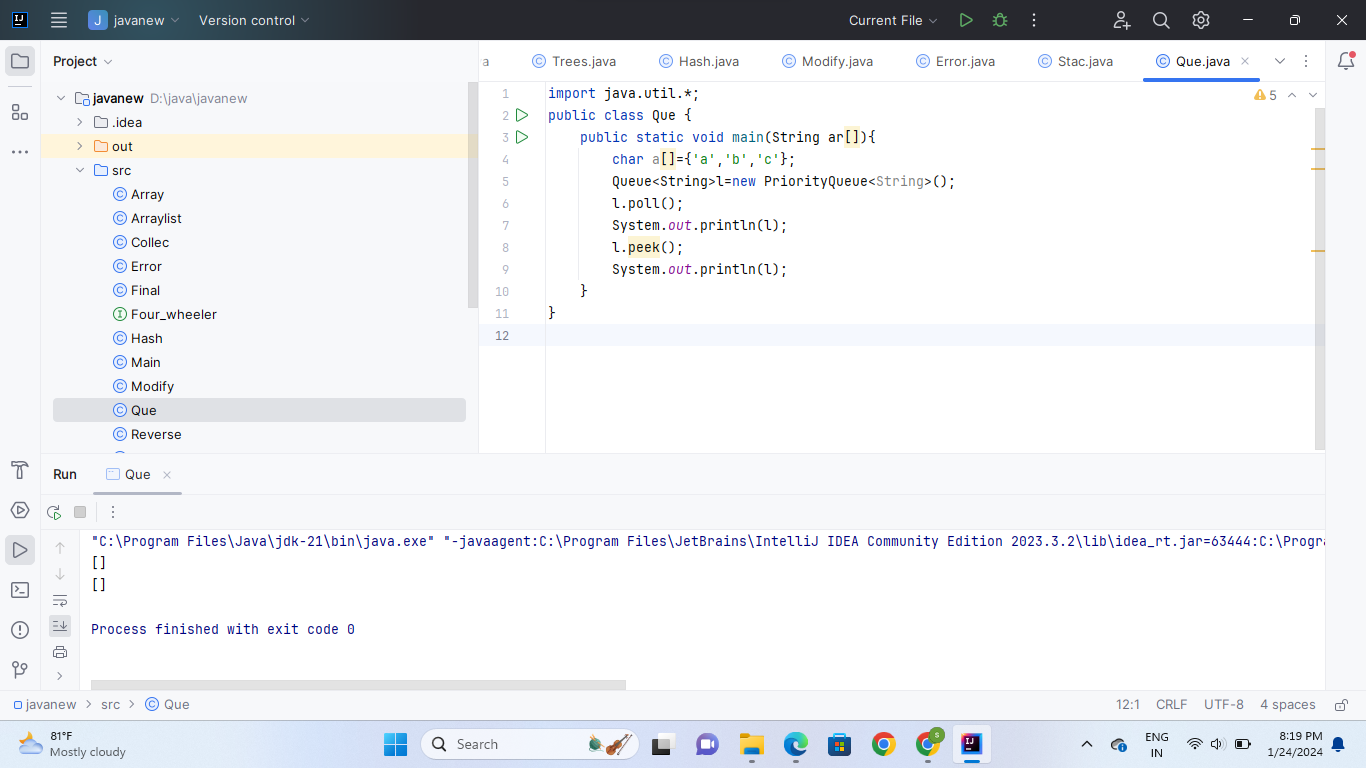 javanew
Version control
Current File
Project
a
Trees.java
Hash.java
Modify.java
Error.java
Stac.java
Que.java
javanew D:\java\javanew
.idea
out
src
Array
Arraylist
Collec
Error
Final
Four_wheeler
Hash
Main
Modify
Que
Reverse
5
1 import java.util.*;
2 public class Que {
3 public static void main(String ar[]){
4 char a[]={'a','b','c'};
5 Queue<String>l=new PriorityQueue<String>();
6 l.poll();
7 System.out.println(l);
8 l.peek();
9 System.out.println(l);
10 }
11 }
12
Run Que
"C:\Program Files\Java\jdk-21\bin\java.exe" "-javaagent:C:\Program Files\JetBrains\IntelliJ IDEA Community Edition 2023.3.2\lib\idea_rt.jar=63444:C:\Progra
[]
[]
Process finished with exit code 0
javanew > src > Que
12:1 CRLF UTF-8 4 spaces
81°F
Mostly cloudy
Search
ENG
IN
8:19 PM
1/24/2024